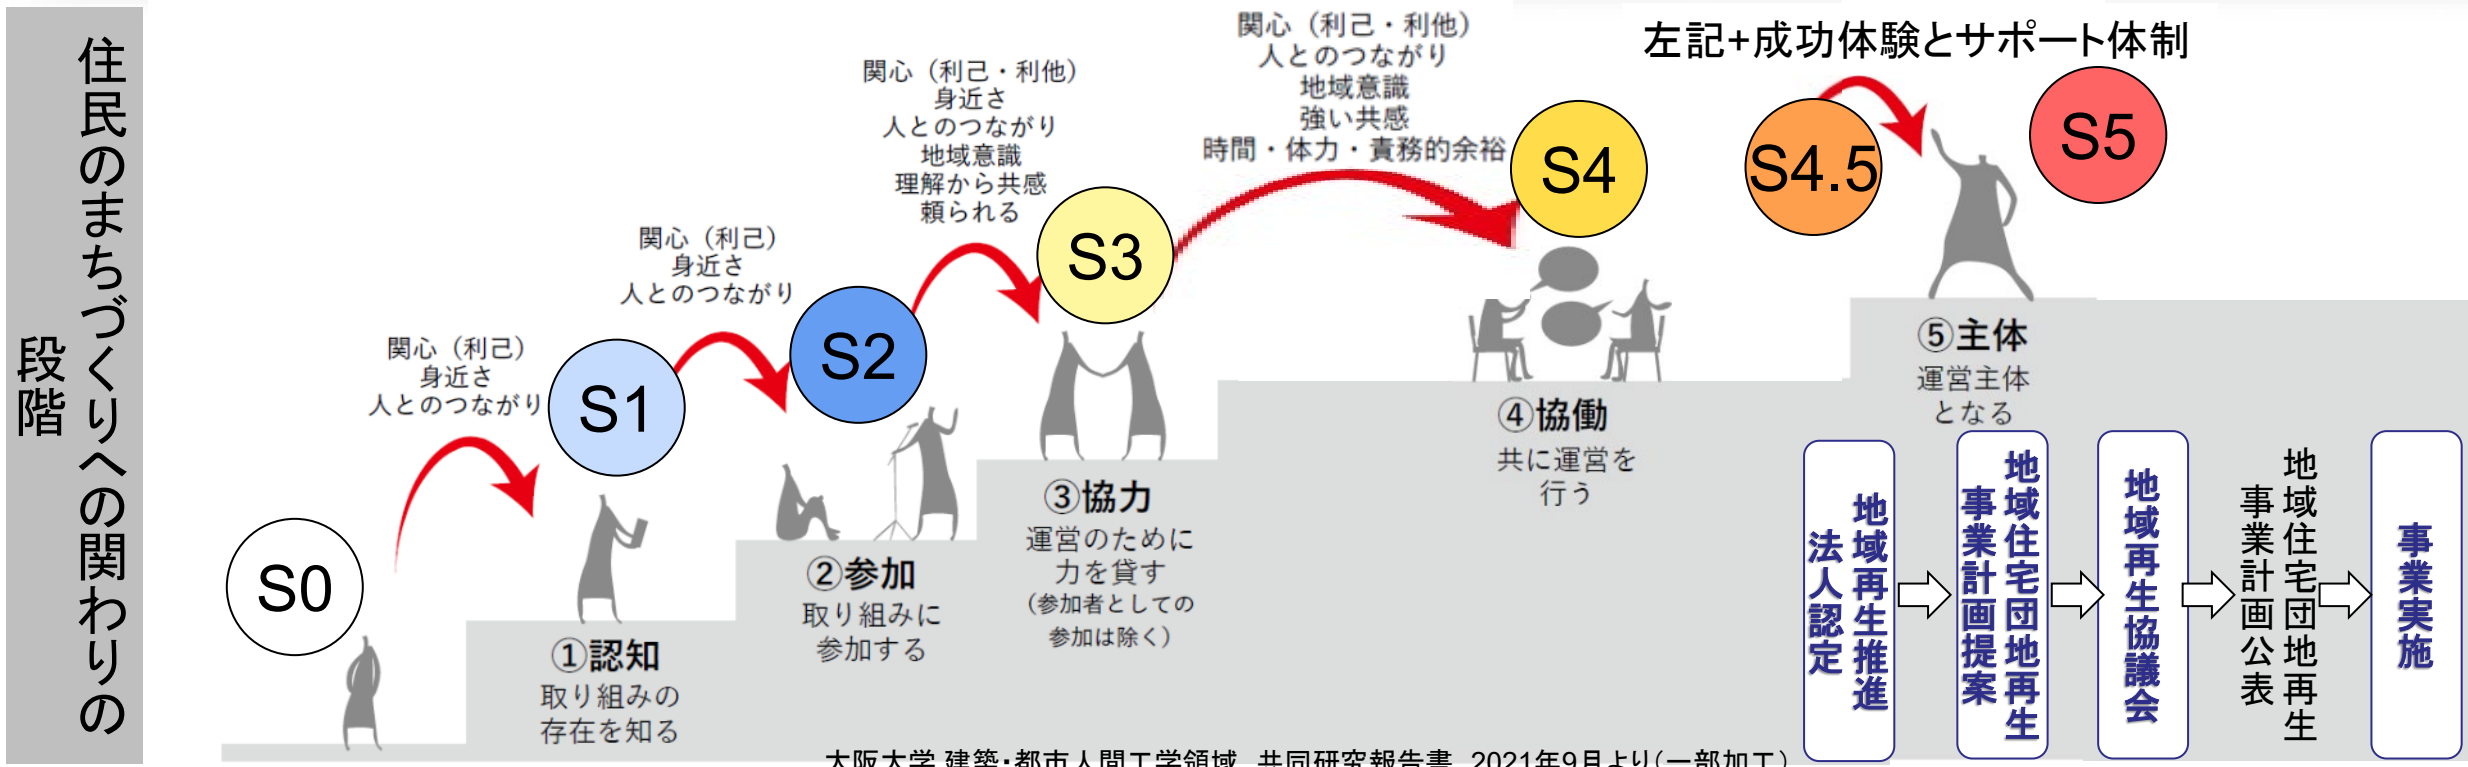 住民のまちづくりへの関わりの
段階
S0
関心（利己）
身近さ
人とのつながり
S1
①認知
取り組みの
存在を知る
関心（利己）
身近さ
人とのつながり
S2
②参加
取り組みに
参加する
関心（利己・利他）
身近さ
人とのつながり
地域意識
理解から共感
頼られる
S3
③協力
運営のために
力を貸す
（参加者としての
参加は除く）
関心（利己・利他）
人とのつながり
地域意識
強い共感
時間・体力・責務的余裕
S4
④協働
共に運営を
行う
左記+成功体験とサポート体制
S4.5
S5
⑤主体
運営主体
となる
地域再生推進
法人認定
地域住宅団地再生
事業計画提案
地域再生協議会
地域住宅団地再生
事業計画公表
事業実施
大阪大学 建築・都市人間工学領域　共同研究報告書　2021年9月より（一部加工）